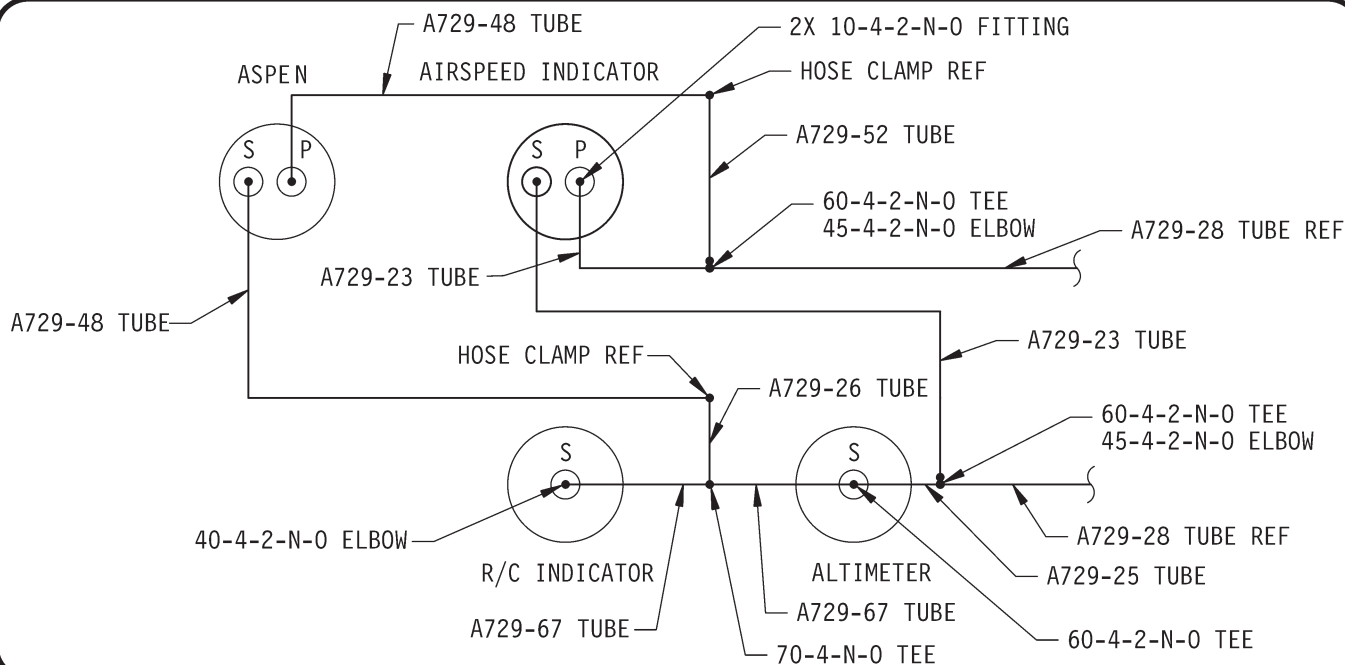 A729-48 TUBE
2X 10-4-2-N-O FITTING
ASPEN
AIRSPEED INDICATOR
HOSE CLAMP REF
A729-52 TUBE
S P
S P
60-4-2-N-O TEE
45-4-2-N-O ELBOW
A729-28 TUBE REF
A729-23 TUBE
A729-48 TUBE
A729-23 TUBE
HOSE CLAMP REF
A729-26 TUBE
60-4-2-N-O TEE
45-4-2-N-O ELBOW
S
S
40-4-2-N-O ELBOW
A729-28 TUBE REF
R/C INDICATOR
ALTIMETER
A729-25 TUBE
A729-67 TUBE
A729-67 TUBE
60-4-2-N-O TEE
70-4-N-O TEE